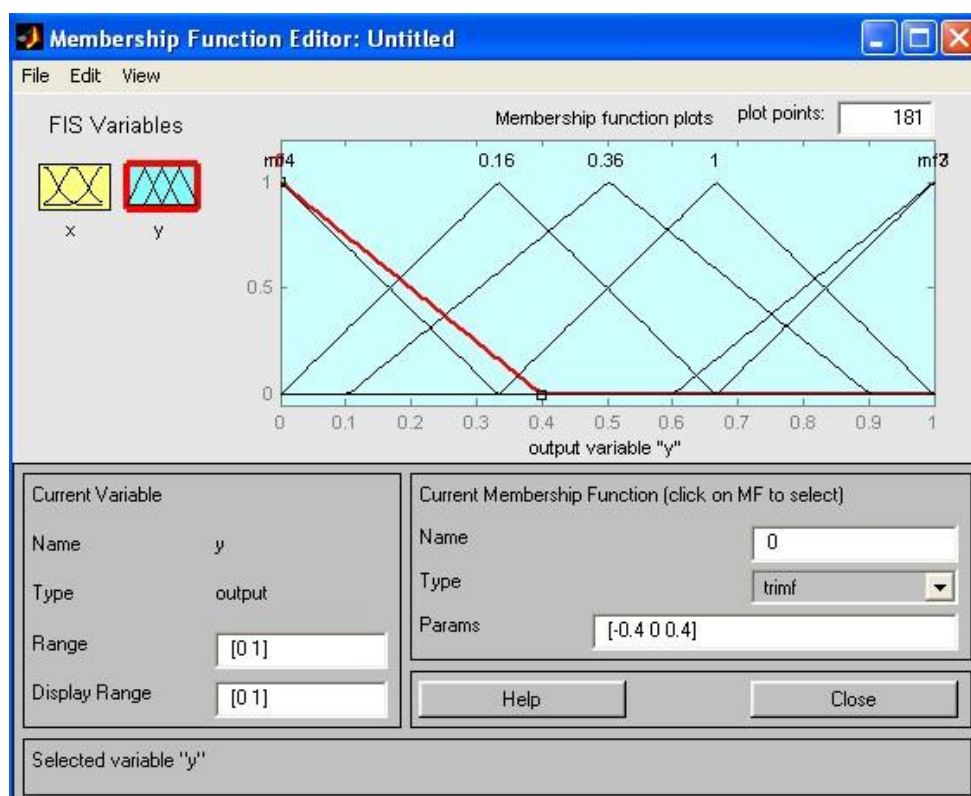 Membership Function Editor: Untitled
File Edit View
FIS Variables
Membership function plots plot points: 181
x y
mf4 0.16 0.36 1
1
0.5
0
0 0.1 0.2 0.3 0.4 0.5 0.6 0.7 0.8 0.9 1
output variable "y"
Current Variable
Name y
Type output
Range [0 1]
Display Range [0 1]
Current Membership Function (click on MF to select)
Name 0
Type trimf
Params [-0.4 0 0.4]
Help Close
Selected variable "y"